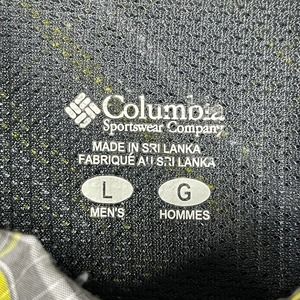 Columbia
Sportswear Company
MADE IN SRI LANKA
FABRIQUÉ AU SRI LANKA
L G
MEN'S HOMMES